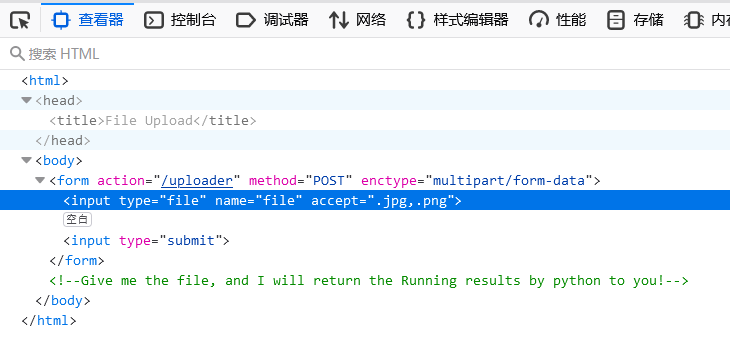 查看器 控制台 调试器 网络 样式编辑器 性能 存储
搜索 HTML
<html>
<head>
<title>File Upload</title>
</head>
<body>
<form action="/uploader" method="POST" enctype="multipart/form-data">
<input type="file" name="file" accept=".jpg,.png">
空白
<input type="submit">
</form>
<!--Give me the file, and I will return the Running results by python to you!-->
</body>
</html>